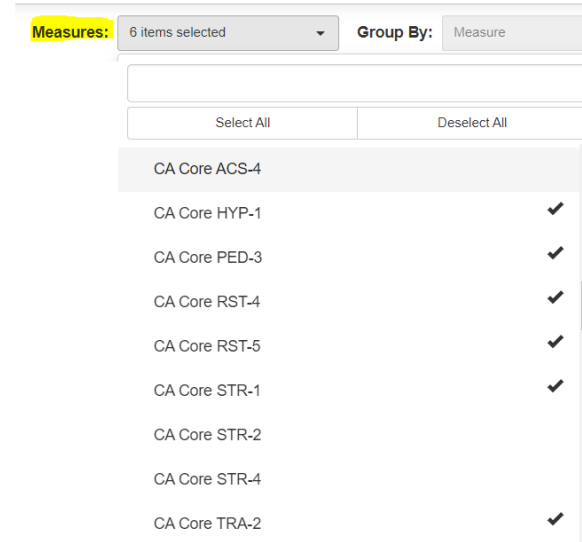 Measures: 6 items selected Group By: Measure
Select All Deselect All
CA Core ACS-4
CA Core HYP-1
CA Core PED-3
CA Core RST-4
CA Core RST-5
CA Core STR-1
CA Core STR-2
CA Core STR-4
CA Core TRA-2